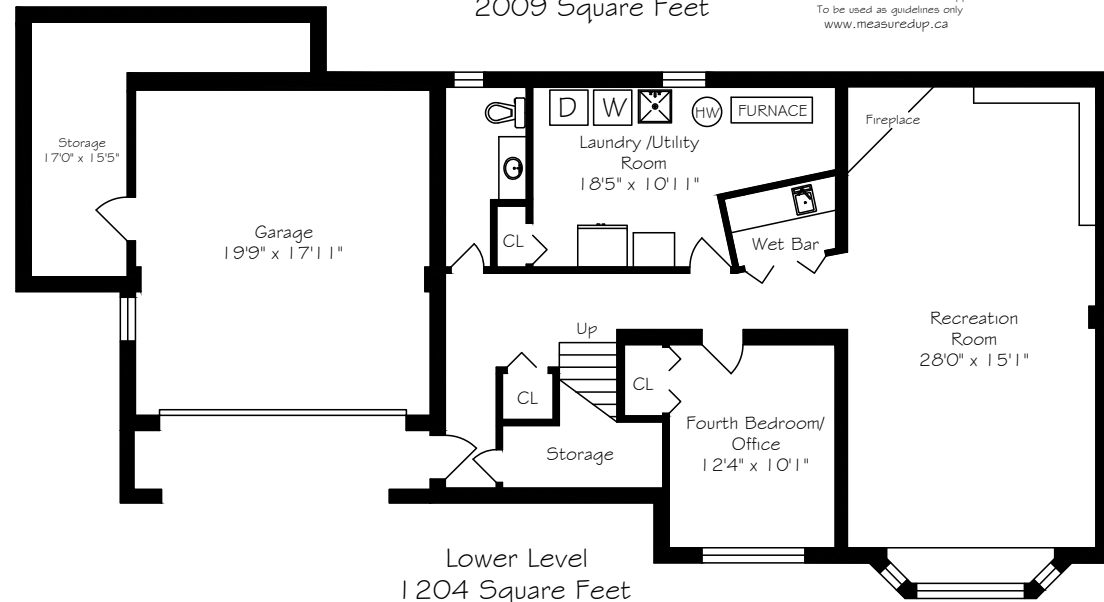 2009 Square Feet
To be used as guidelines only
www.measuredup.ca
Storage
17'0" x 15'5"
Garage
19'9" x 17'11"
D
W
HW
FURNACE
Laundry /Utility
Room
18'5" x 10'11"
CL
Wet Bar
Fireplace
Recreation
Room
28'0" x 15'1"
Up
CL
CL
Fourth Bedroom/
Office
12'4" x 10'1"
Storage
Lower Level
1204 Square Feet